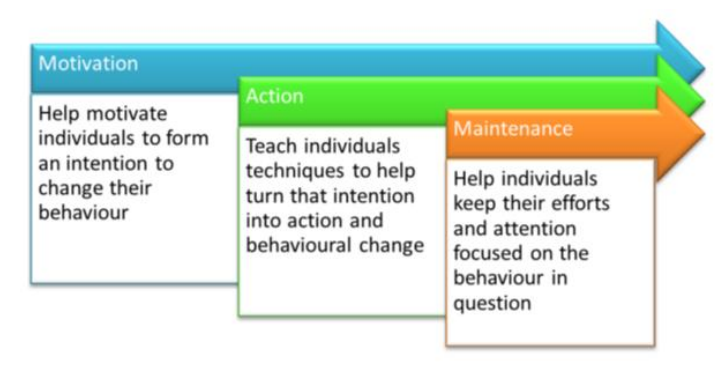 Motivation
Help motivate
individuals to form
an intention to
change their
behaviour
Action
Teach individuals
techniques to help
turn that intention
into action and
behavioural change
Maintenance
Help individuals
keep their efforts
and attention
focused on the
behaviour in
question